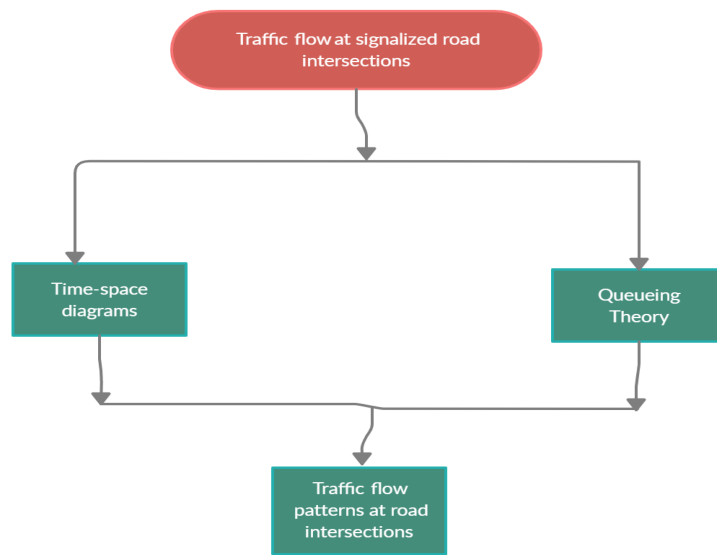 Traffic flow at signalized road
intersections
Time-space
diagrams
Queueing
Theory
Traffic flow
patterns at road
intersections